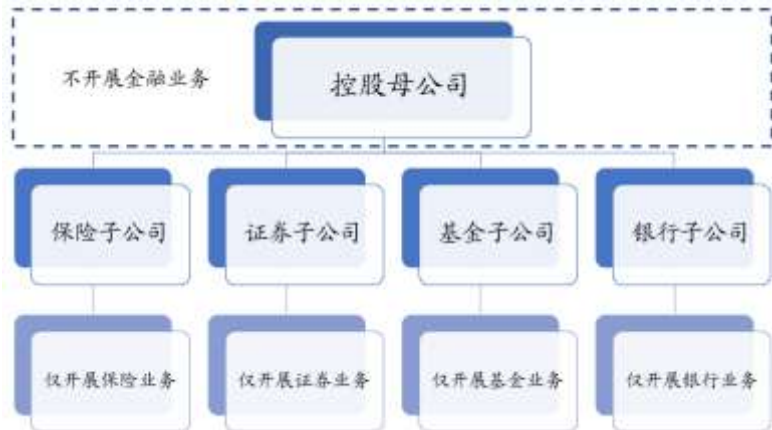 不开展金融业务
控股母公司
保险子公司
证券子公司
基金子公司
银行子公司
仅开展保险业务
仅开展证券业务
仅开展基金业务
仅开展银行业务